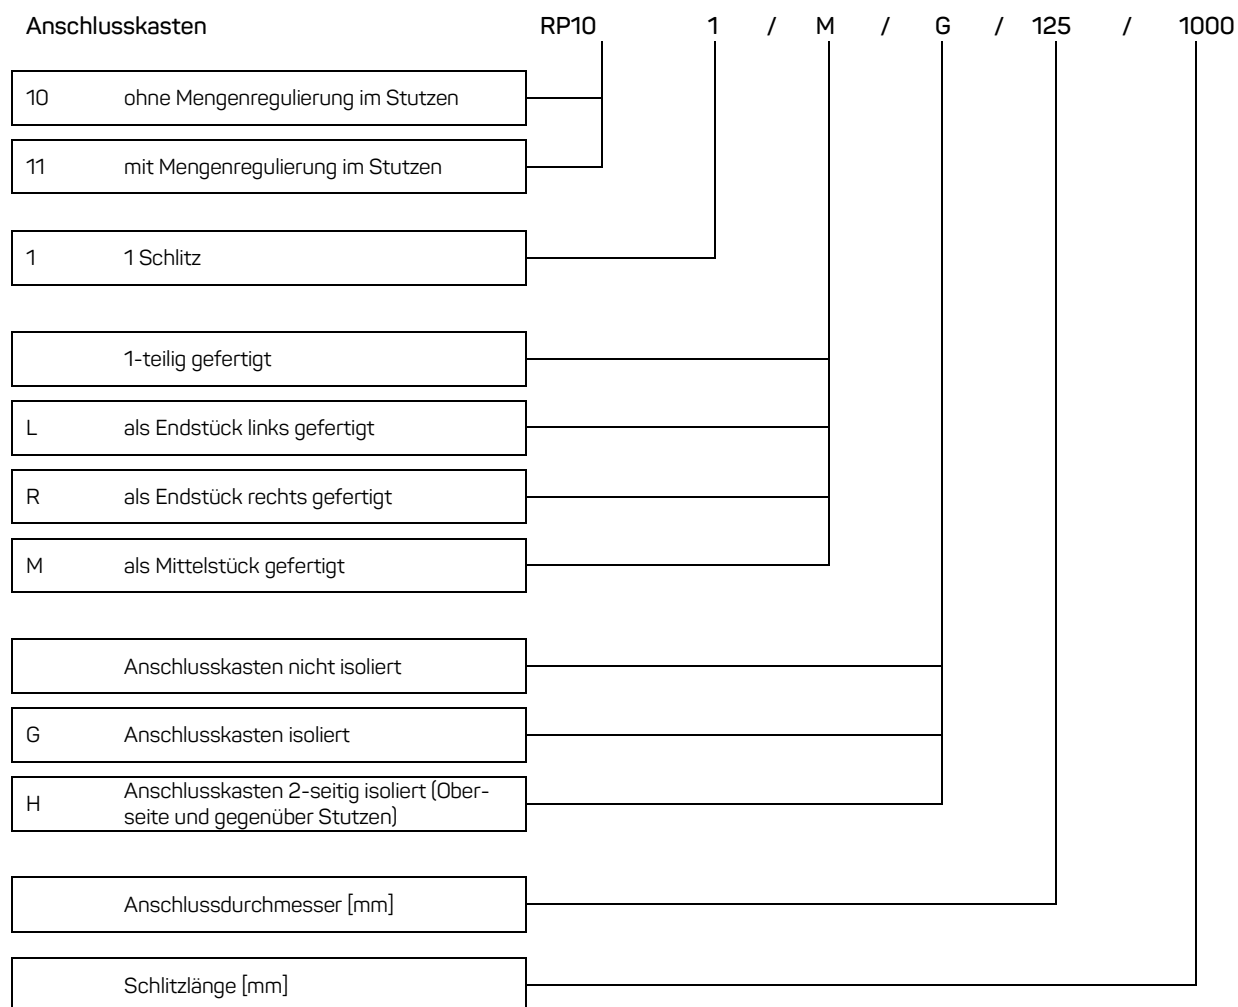 Anschlusskasten RP10 1 / M / G / 125 / 1000
10 ohne Mengenregulierung im Stutzen
11 mit Mengenregulierung im Stutzen
1 1 Schlitz
1-teilig gefertigt
L als Endstück links gefertigt
R als Endstück rechts gefertigt
M als Mittelstück gefertigt
Anschlusskasten nicht isoliert
G Anschlusskasten isoliert
H Anschlusskasten 2-seitig isoliert (Ober-
seite und gegenüber Stutzen)
Anschlussdurchmesser [mm]
Schlitzlänge [mm]